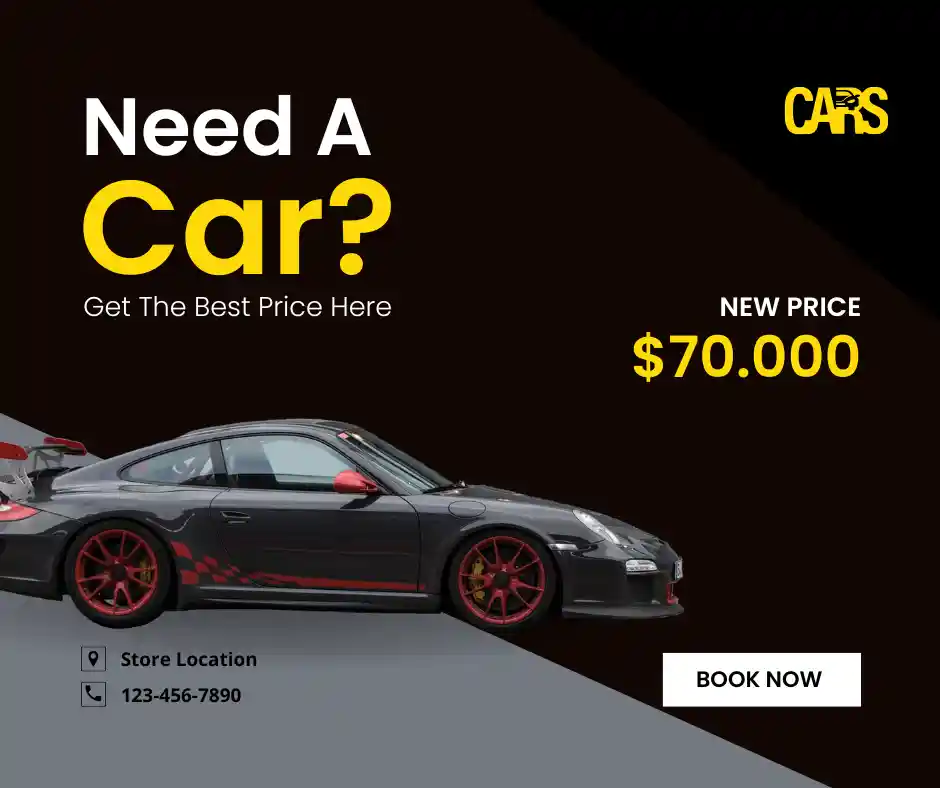 CARS
Need A
Car?
Get The Best Price Here
NEW PRICE
$70.000
Store Location
123-456-7890
BOOK NOW